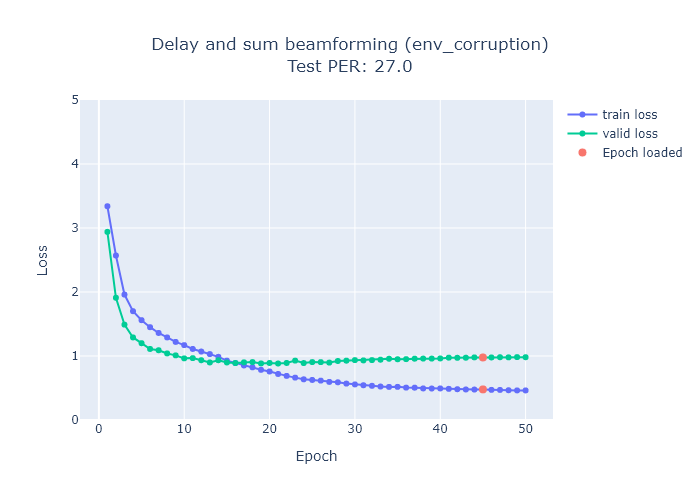 Delay and sum beamforming (env_corruption)
Test PER: 27.0
train loss
valid loss
Epoch loaded
5
4
3
2
1
0
Loss
0 10 20 30 40 50
Epoch